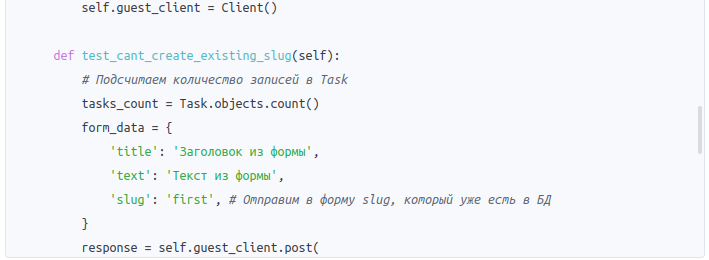 self.guest_client = Client()
def test_cant_create_existing_slug(self):
# Подсчитаем количество записей в Task
tasks_count = Task.objects.count()
form_data = {
'title': 'Заголовок из формы',
'text': 'Текст из формы',
'slug': 'first', # Отправим в форму slug, который уже есть в БД
}
response = self.guest_client.post(